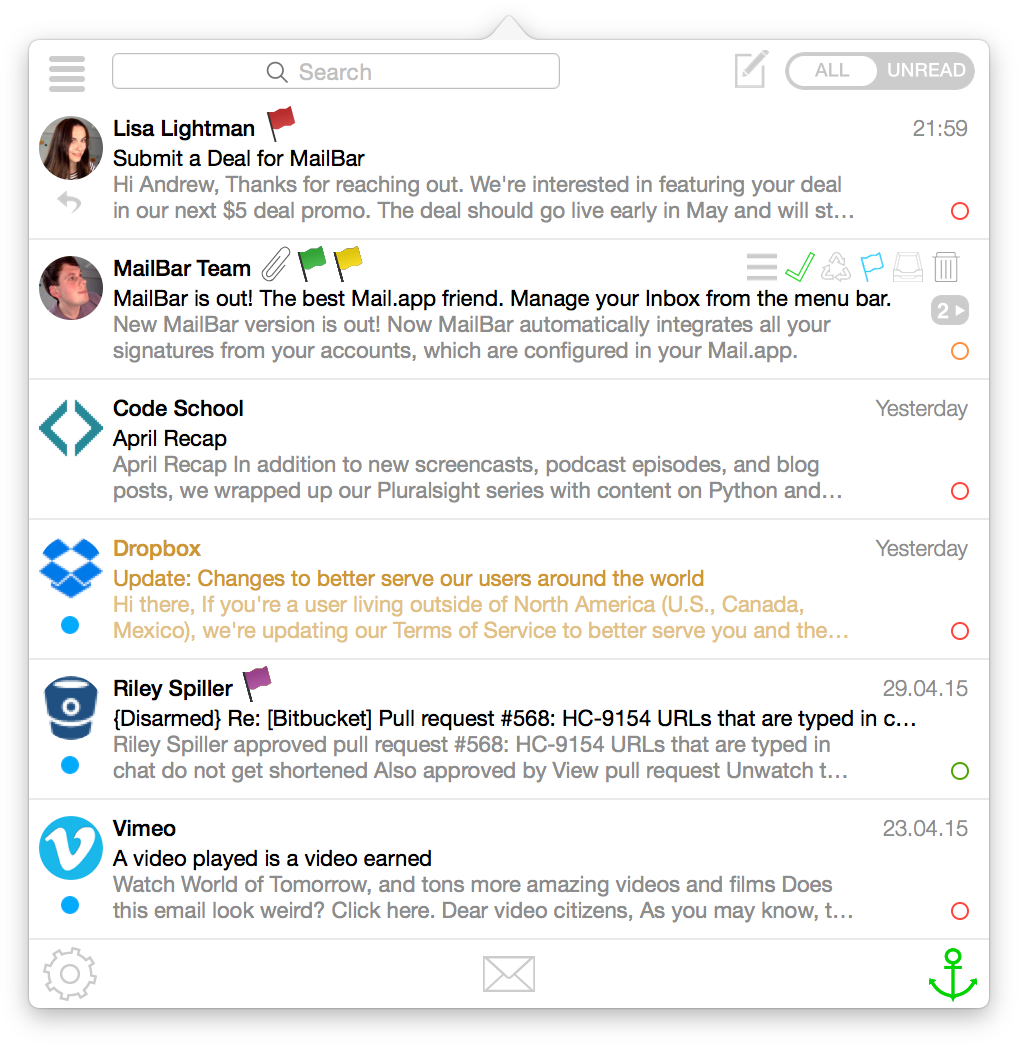 Search
ALL UNREAD
Lisa Lightman 21:59
Submit a Deal for MailBar
Hi Andrew, Thanks for reaching out. We're interested in featuring your deal
in our next $5 deal promo. The deal should go live early in May and will st…
MailBar Team
MailBar is out! The best Mail.app friend. Manage your Inbox from the menu bar.
New MailBar version is out! Now MailBar automatically integrates all your
2
signatures from your accounts, which are configured in your Mail.app.
Code School Yesterday
April Recap
April Recap In addition to new screencasts, podcast episodes, and blog
posts, we wrapped up our Pluralsight series with content on Python and…
Dropbox Yesterday
Update: Changes to better serve our users around the world
Hi there, If you're a user living outside of North America (U.S., Canada,
Mexico), we're updating our Terms of Service to better serve you and the…
Riley Spiller 29.04.15
{Disarmed} Re: [Bitbucket] Pull request #568: HC-9154 URLs that are typed in c…
Riley Spiller approved pull request #568: HC-9154 URLs that are typed in
chat do not get shortened Also approved by View pull request Unwatch t…
Vimeo 23.04.15
A video played is a video earned
Watch World of Tomorrow, and tons more amazing videos and films Does
this email look weird? Click here. Dear video citizens, As you may know, t…